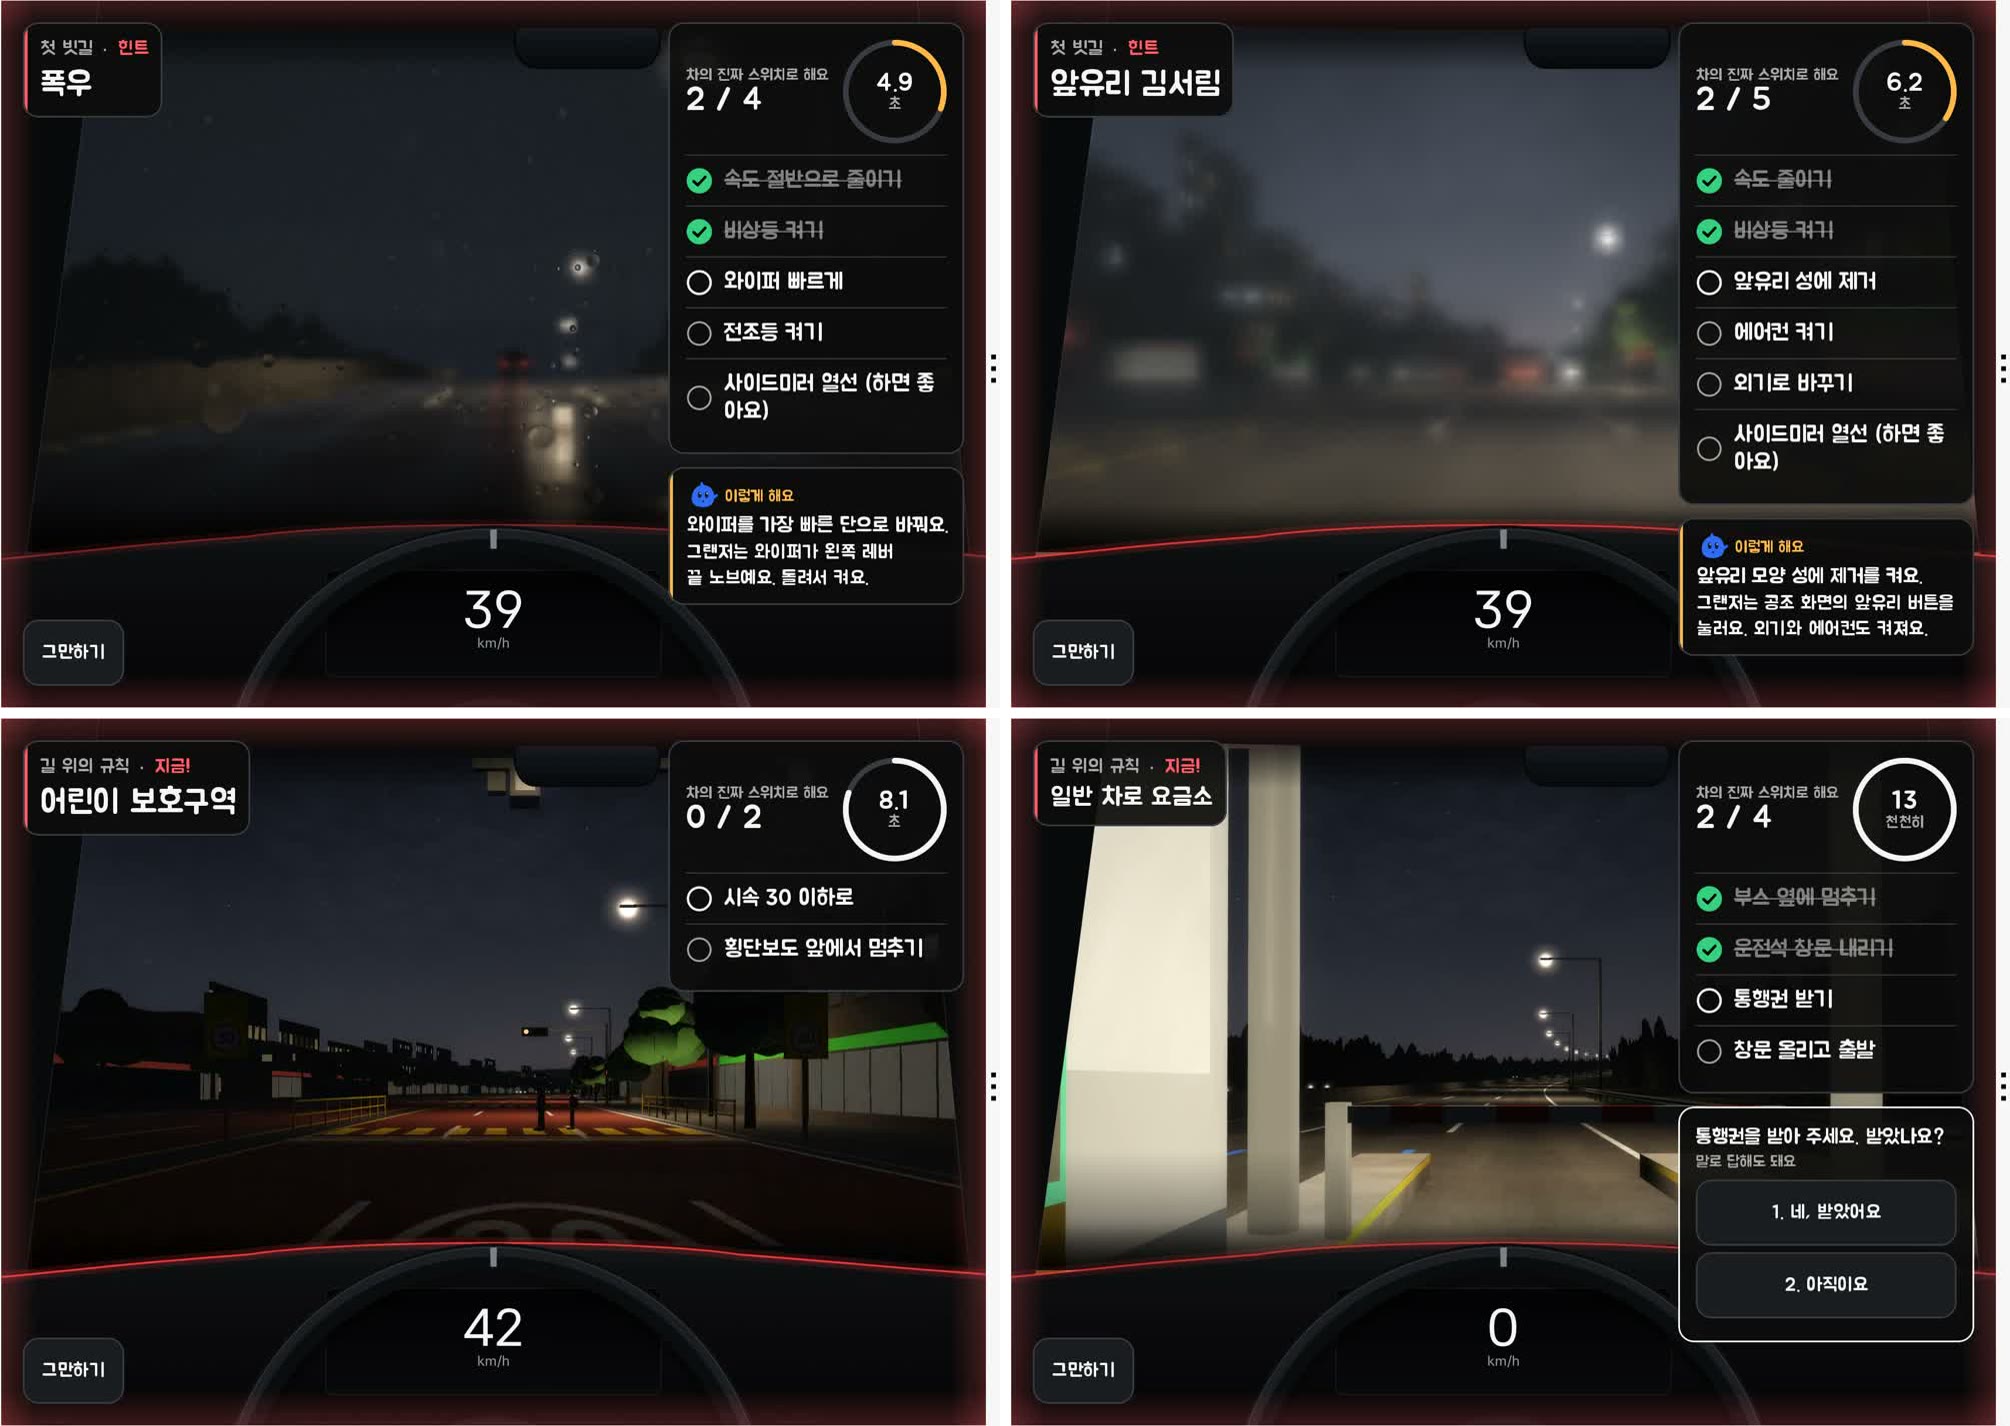 첫 빗길 · 힌트
폭우
차의 진짜 스위치로 해요
2 / 4
4.9
초
속도 절반으로 줄이기
비상등 켜기
와이퍼 빠르게
전조등 켜기
사이드미러 열선 (하면 좋
아요)
이렇게 해요
와이퍼를 가장 빠른 단으로 바꿔요.
그랜저는 와이퍼가 왼쪽 레버
끝 노브예요. 돌려서 켜요.
39
km/h
그만하기
첫 빗길 · 힌트
앞유리 김서림
차의 진짜 스위치로 해요
2 / 5
6.2
초
속도 줄이기
비상등 켜기
앞유리 성에 제거
에어컨 켜기
외기로 바꾸기
사이드미러 열선 (하면 좋
아요)
이렇게 해요
앞유리 모양 성에 제거를 켜요.
그랜저는 공조 화면의 앞유리 버튼을
눌러요. 외기와 에어컨도 켜져요.
39
km/h
그만하기
길 위의 규칙 · 지금!
어린이 보호구역
차의 진짜 스위치로 해요
0 / 2
8.1
초
시속 30 이하로
횡단보도 앞에서 멈추기
42
km/h
그만하기
길 위의 규칙 · 지금!
일반 차로 요금소
차의 진짜 스위치로 해요
2 / 4
13
천천히
부스 옆에 멈추기
운전석 창문 내리기
통행권 받기
창문 올리고 출발
통행권을 받아 주세요. 받았나요?
말로 답해도 돼요
1. 네, 받았어요
2. 아직이요
0
km/h
그만하기